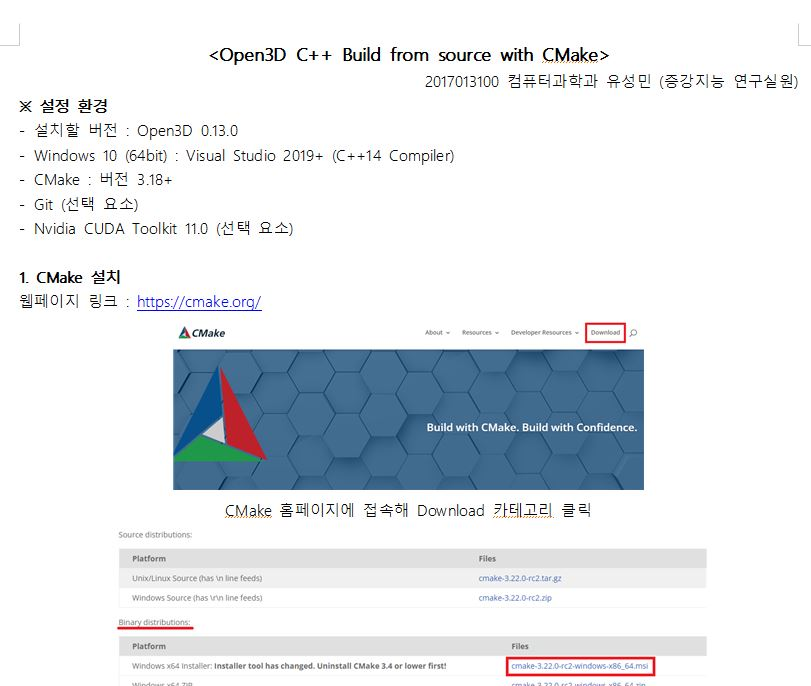 <Open3D C++ Build from source with CMake>
2017013100 컴퓨터과학과 유성민 (증강지능 연구실원)
※ 설정 환경
- 설치할 버전 : Open3D 0.13.0
- Windows 10 (64bit) : Visual Studio 2019+ (C++14 Compiler)
- CMake : 버전 3.18+
- Git (선택 요소)
- Nvidia CUDA Toolkit 11.0 (선택 요소)
1. CMake 설치
웹페이지 링크 : https://cmake.org/
CMake About Resources Developer Resources Download
Build with CMake. Build with Confidence.
CMake 홈페이지에 접속해 Download 카테고리 클릭
Source distributions:
Platform Files
Unix/Linux Source (has \n line feeds) cmake-3.22.0-rc2.tar.gz
Windows Source (has \r\n line feeds) cmake-3.22.0-rc2.zip
Binary distributions:
Platform Files
Windows x64 Installer: Installer tool has changed. Uninstall CMake 3.4 or lower first! cmake-3.22.0-rc2-windows-x86_64.msi
Windows x64 ZIP cmake-3.22.0-rc2-windows-x86_64.zip